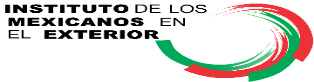 INSTITUTO DE LOS
MEXICANOS EN
EL EXTERIOR